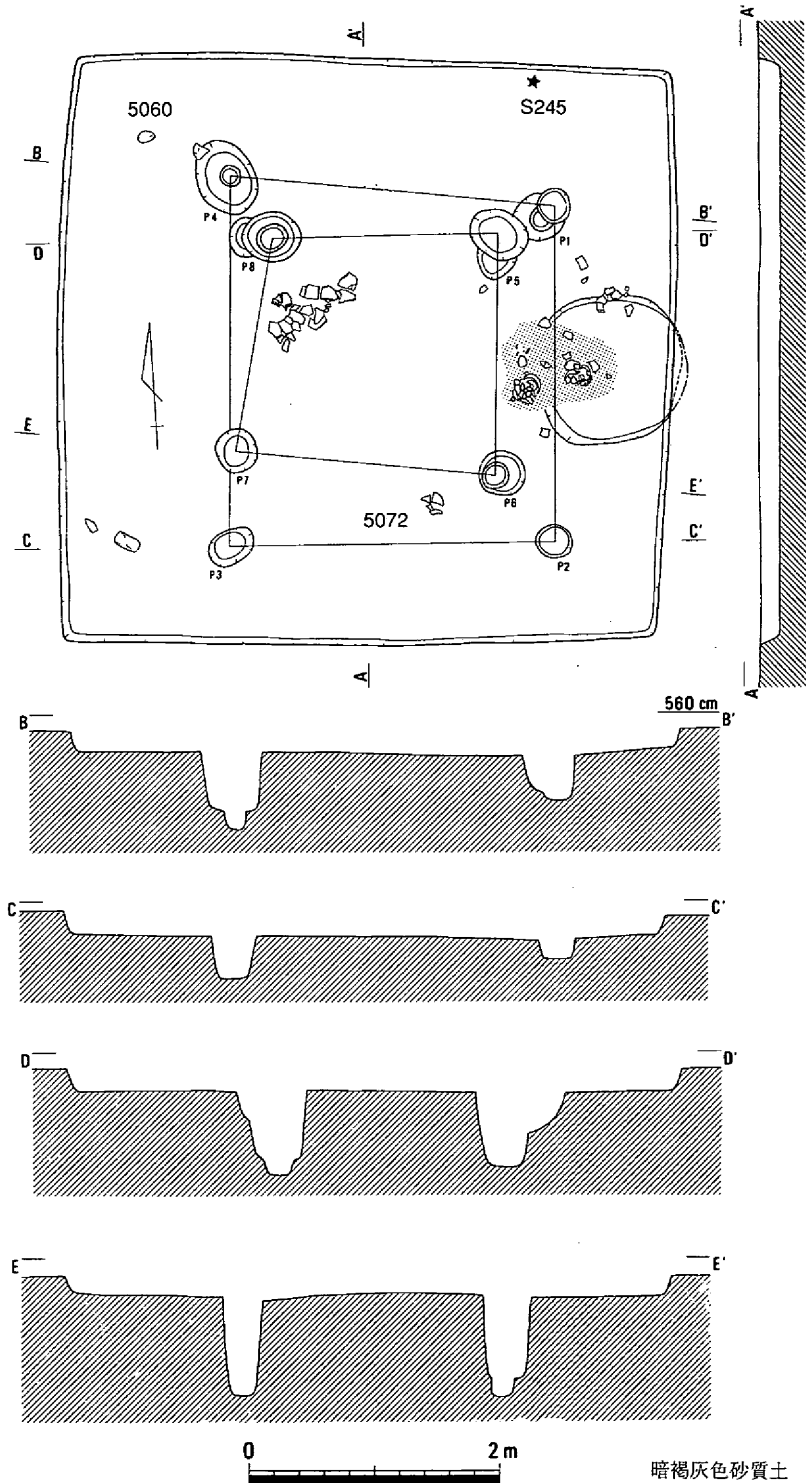 A'
A'
5060
S245
B
P4
B'
P1
D
D'
P8
P5
E
E'
P7
P6
5072
C
C'
P3
P2
A
A
560 cm
B
B'
C
C'
D
D'
E
E'
0
2 m
暗褐灰色砂質土